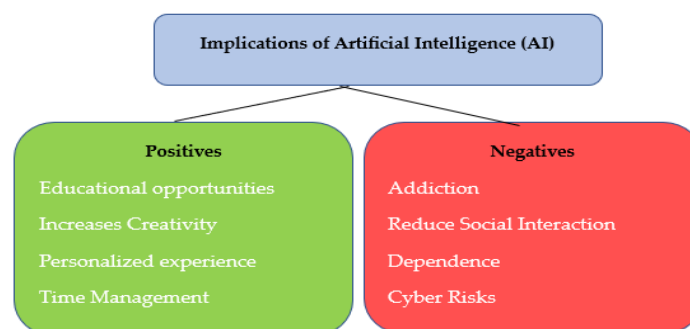 Implications of Artificial Intelligence (AI)
Positives
Educational opportunities
Increases Creativity
Personalized experience
Time Management
Negatives
Addiction
Reduce Social Interaction
Dependence
Cyber Risks